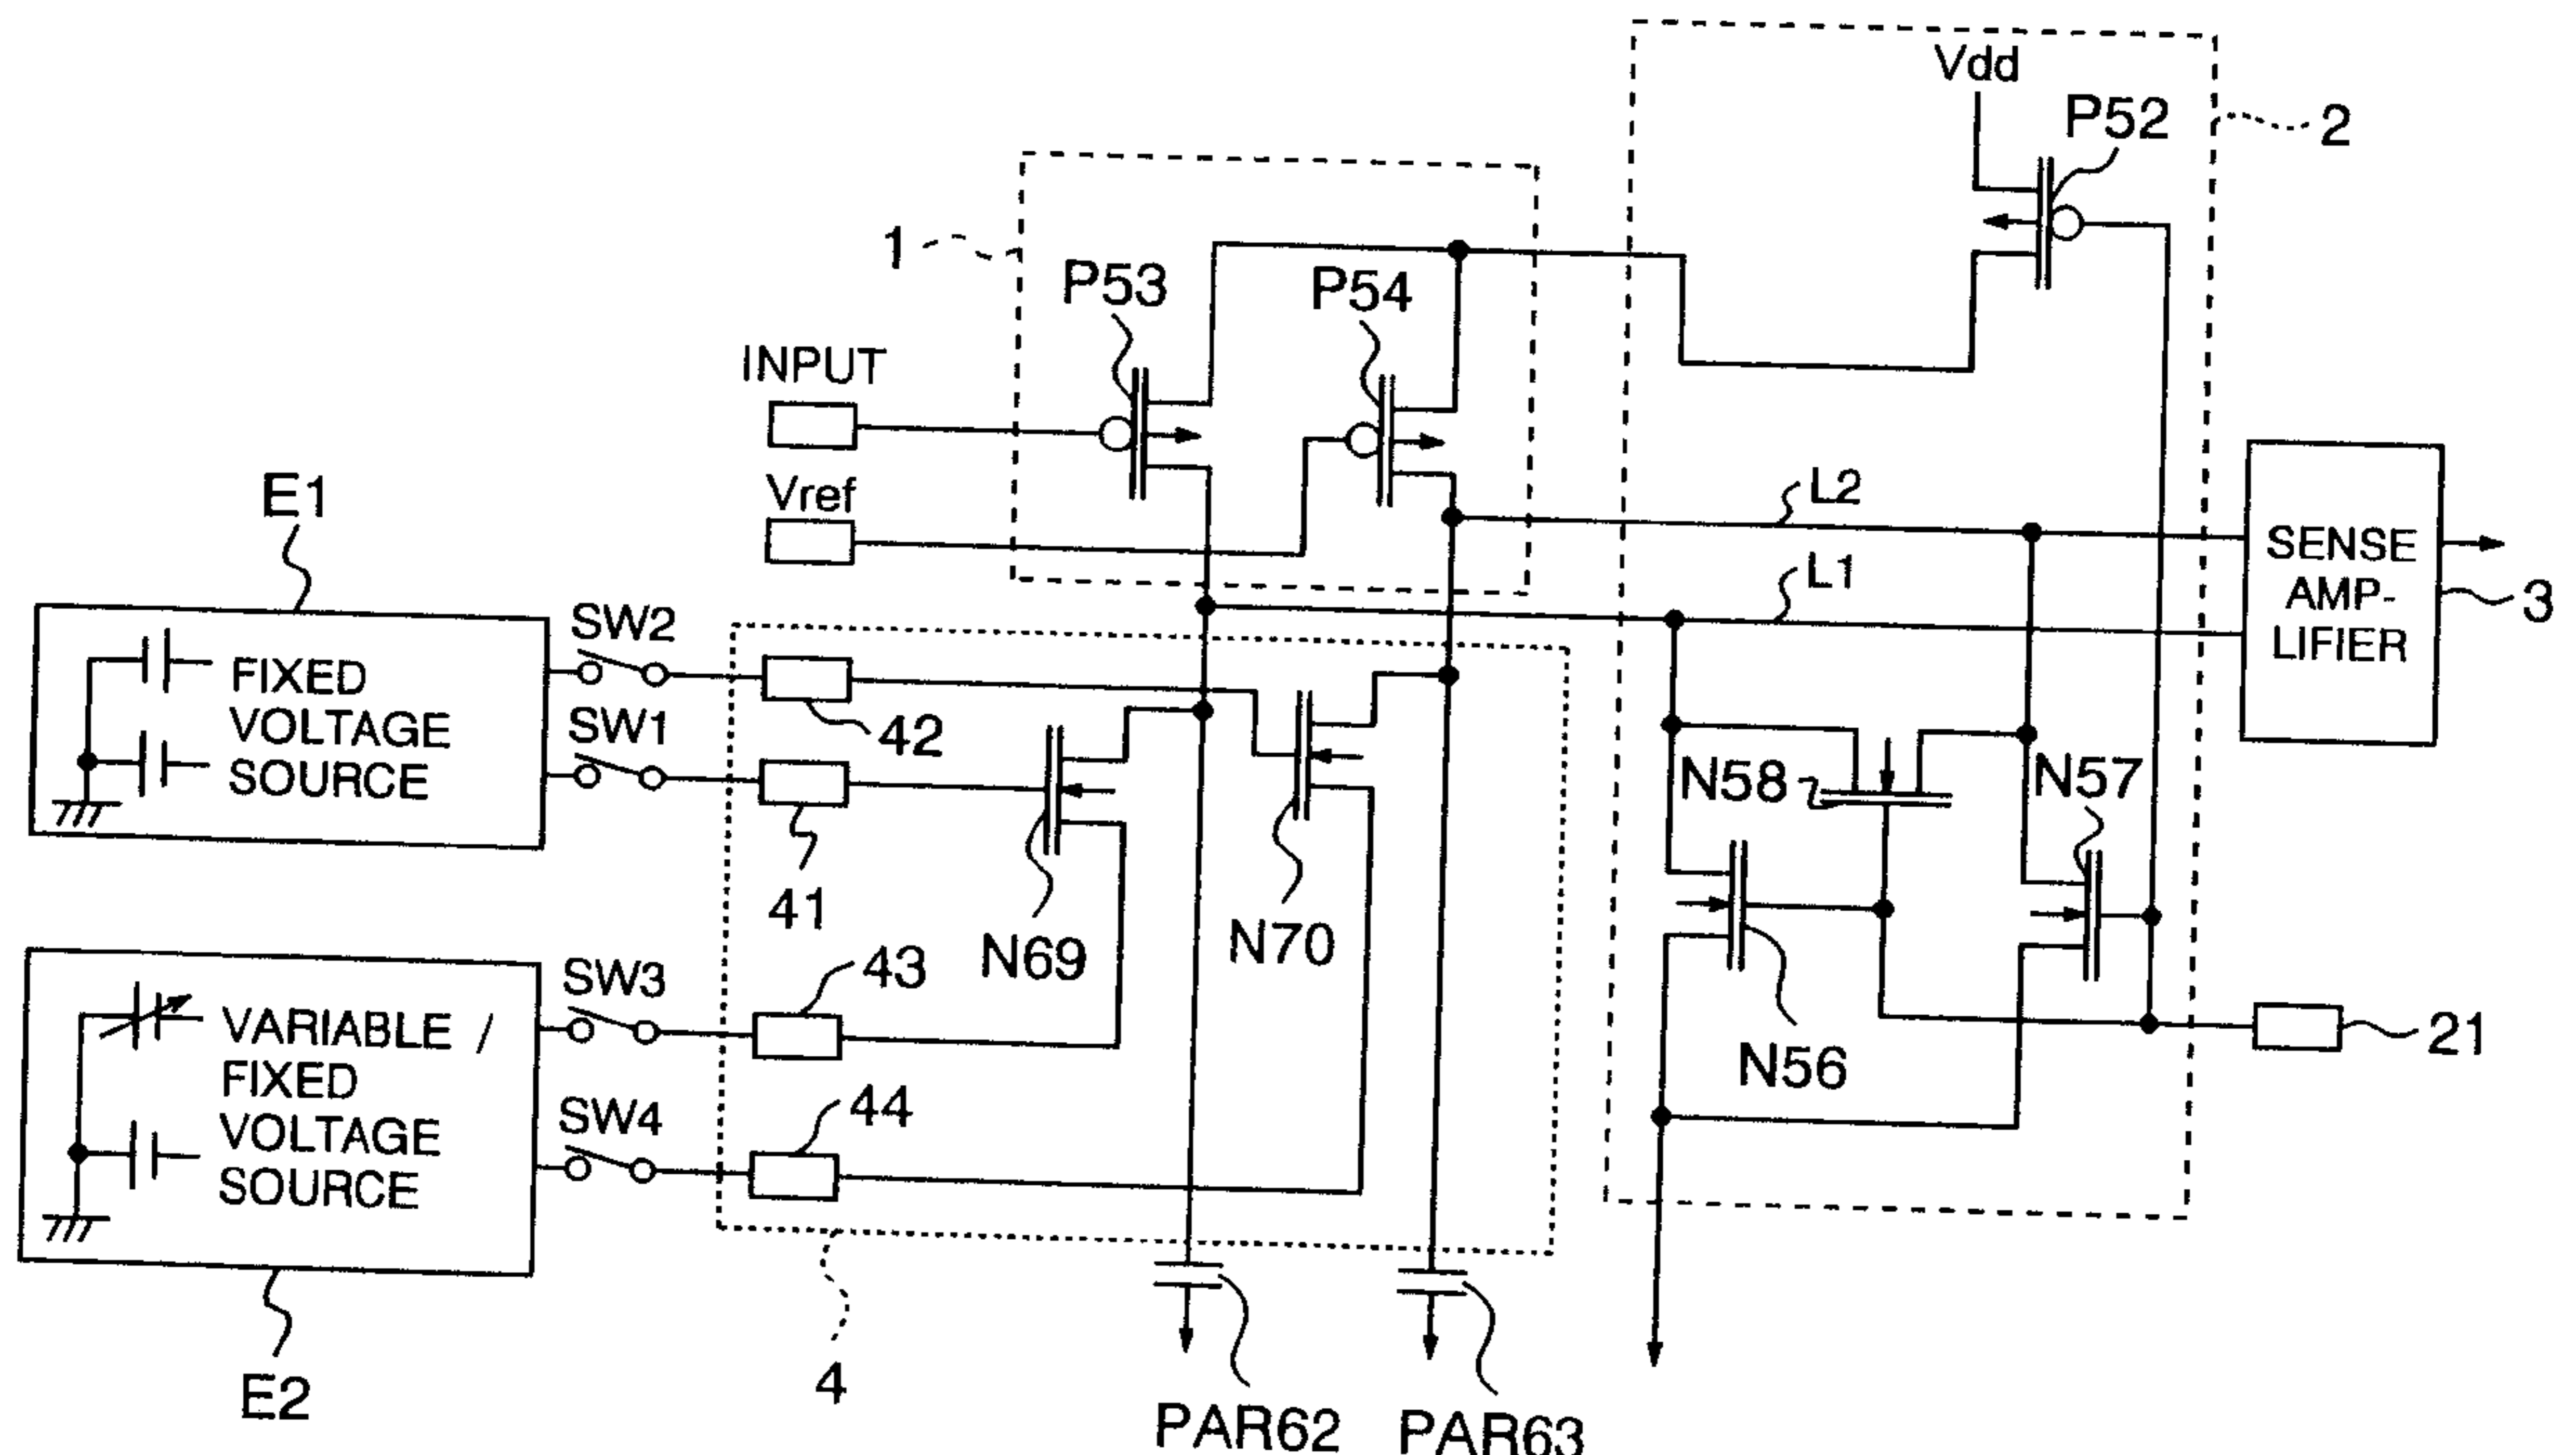 Vdd
P52
2
1
P53
P54
INPUT
Vref
L2
L1
SENSE
AMP-
LIFIER
3
E1
FIXED
VOLTAGE
SOURCE
SW2
SW1
42
41
N69
N70
N58
N57
N56
21
VARIABLE /
FIXED
VOLTAGE
SOURCE
SW3
SW4
43
44
E2
4
PAR62
PAR63